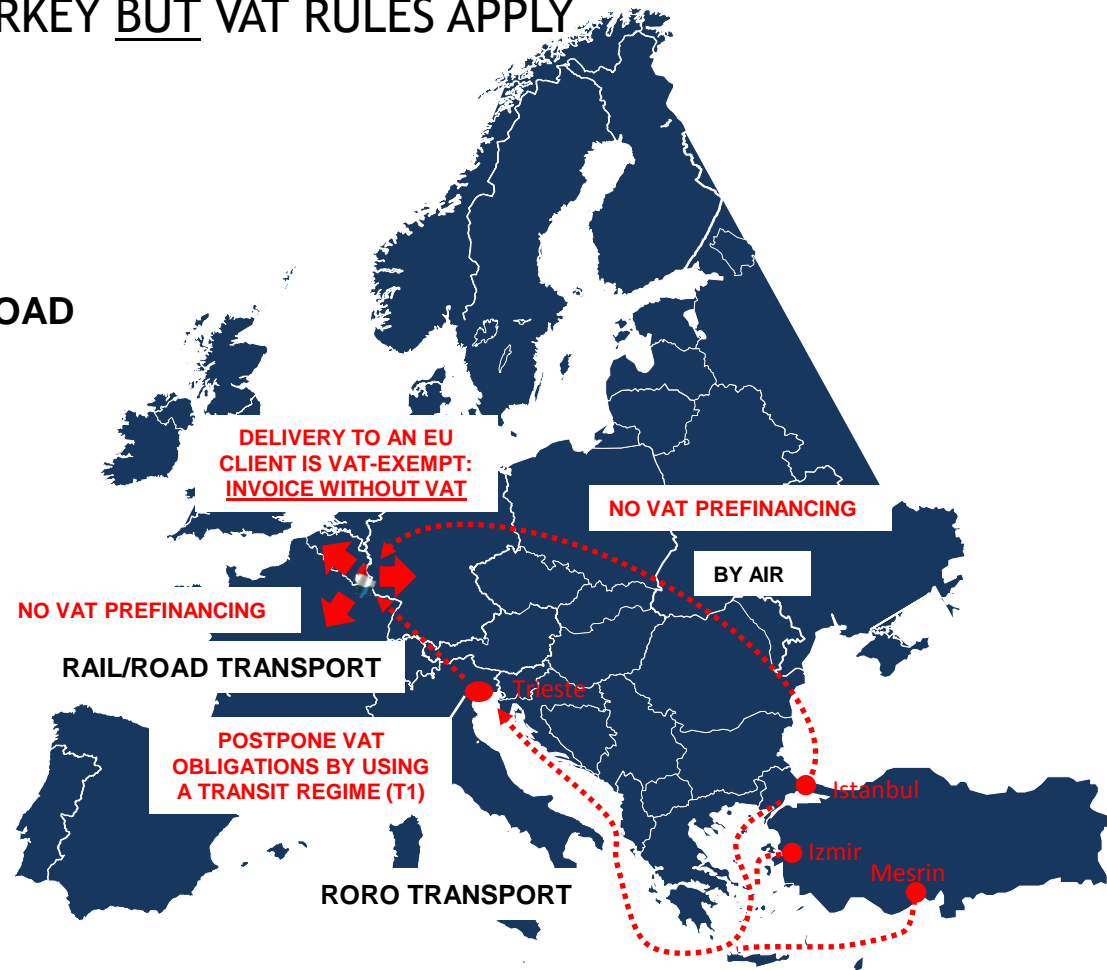 RKEY BUT VAT RULES APPLY
OAD
DELIVERY TO AN EU
CLIENT IS VAT-EXEMPT:
INVOICE WITHOUT VAT
NO VAT PREFINANCING
BY AIR
NO VAT PREFINANCING
RAIL/ROAD TRANSPORT
Trieste
POSTPONE VAT
OBLIGATIONS BY USING
A TRANSIT REGIME (T1)
Istanbul
Izmir
Mesrin
RORO TRANSPORT